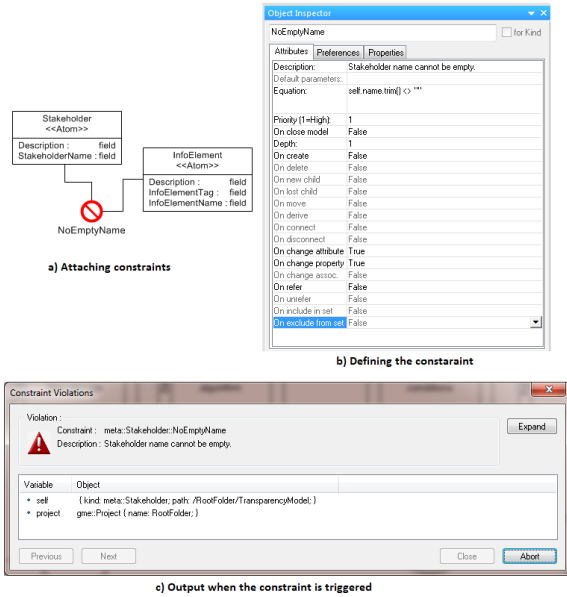 Object Inspector
NoEmptyName
for Kind
Attributes Preferences Properties
Description: Stakeholder name cannot be empty.
Default parameters:
Equation: self.name.trim() <> ""
Priority (1=High): 1
On close model False
Depth: 1
On create False
On delete False
On new child False
On lost child False
On move False
On derive False
On connect False
On disconnect False
On change attribute True
On change property True
On change assoc. False
On refer False
On unrefer False
On include in set False
On exclude from set False
Stakeholder
<<Atom>>
Description : field
StakeholderName : field
InfoElement
<<Atom>>
Description : field
InfoElementTag : field
InfoElementName : field
NoEmptyName
a) Attaching constraints
b) Defining the constaraint
Constraint Violations
Violation :
Constraint : meta::Stakeholder::NoEmptyName
Description : Stakeholder name cannot be empty.
Expand
Variable Object
self { kind: meta::Stakeholder; path: /RootFolder/TransparencyModel; }
project gme::Project { name: RootFolder; }
Previous Next Close Abort
c) Output when the constraint is triggered